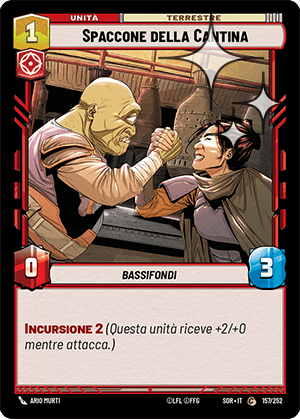 UNITÀ
TERRESTRE
1
SPACCONE DELLA CANTINA
0
3
BASSIFONDI
INCURSIONE 2 (Questa unità riceve +2/+0
mentre attacca.)
ARIO MURTI
©LFL ©FFG
SOR • IT C 157/252